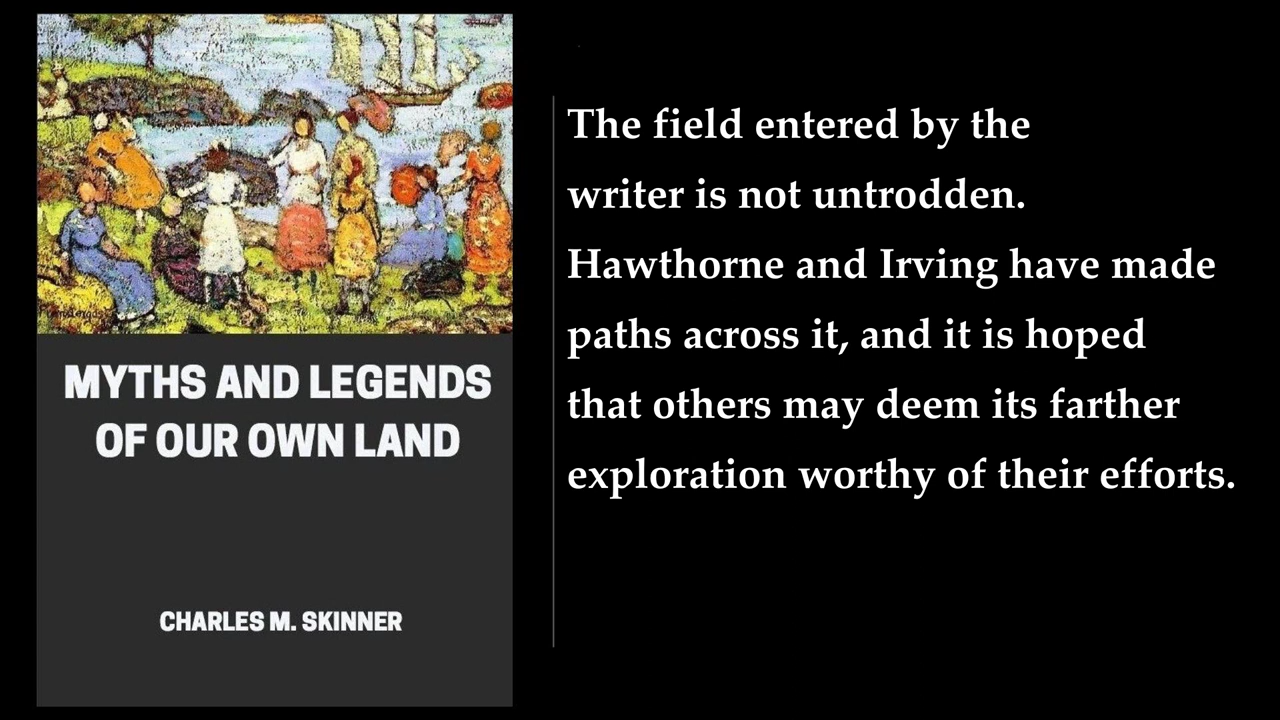 MYTHS AND LEGENDS
OF OUR OWN LAND
CHARLES M. SKINNER
The field entered by the
writer is not untrodden.
Hawthorne and Irving have made
paths across it, and it is hoped
that others may deem its farther
exploration worthy of their efforts.